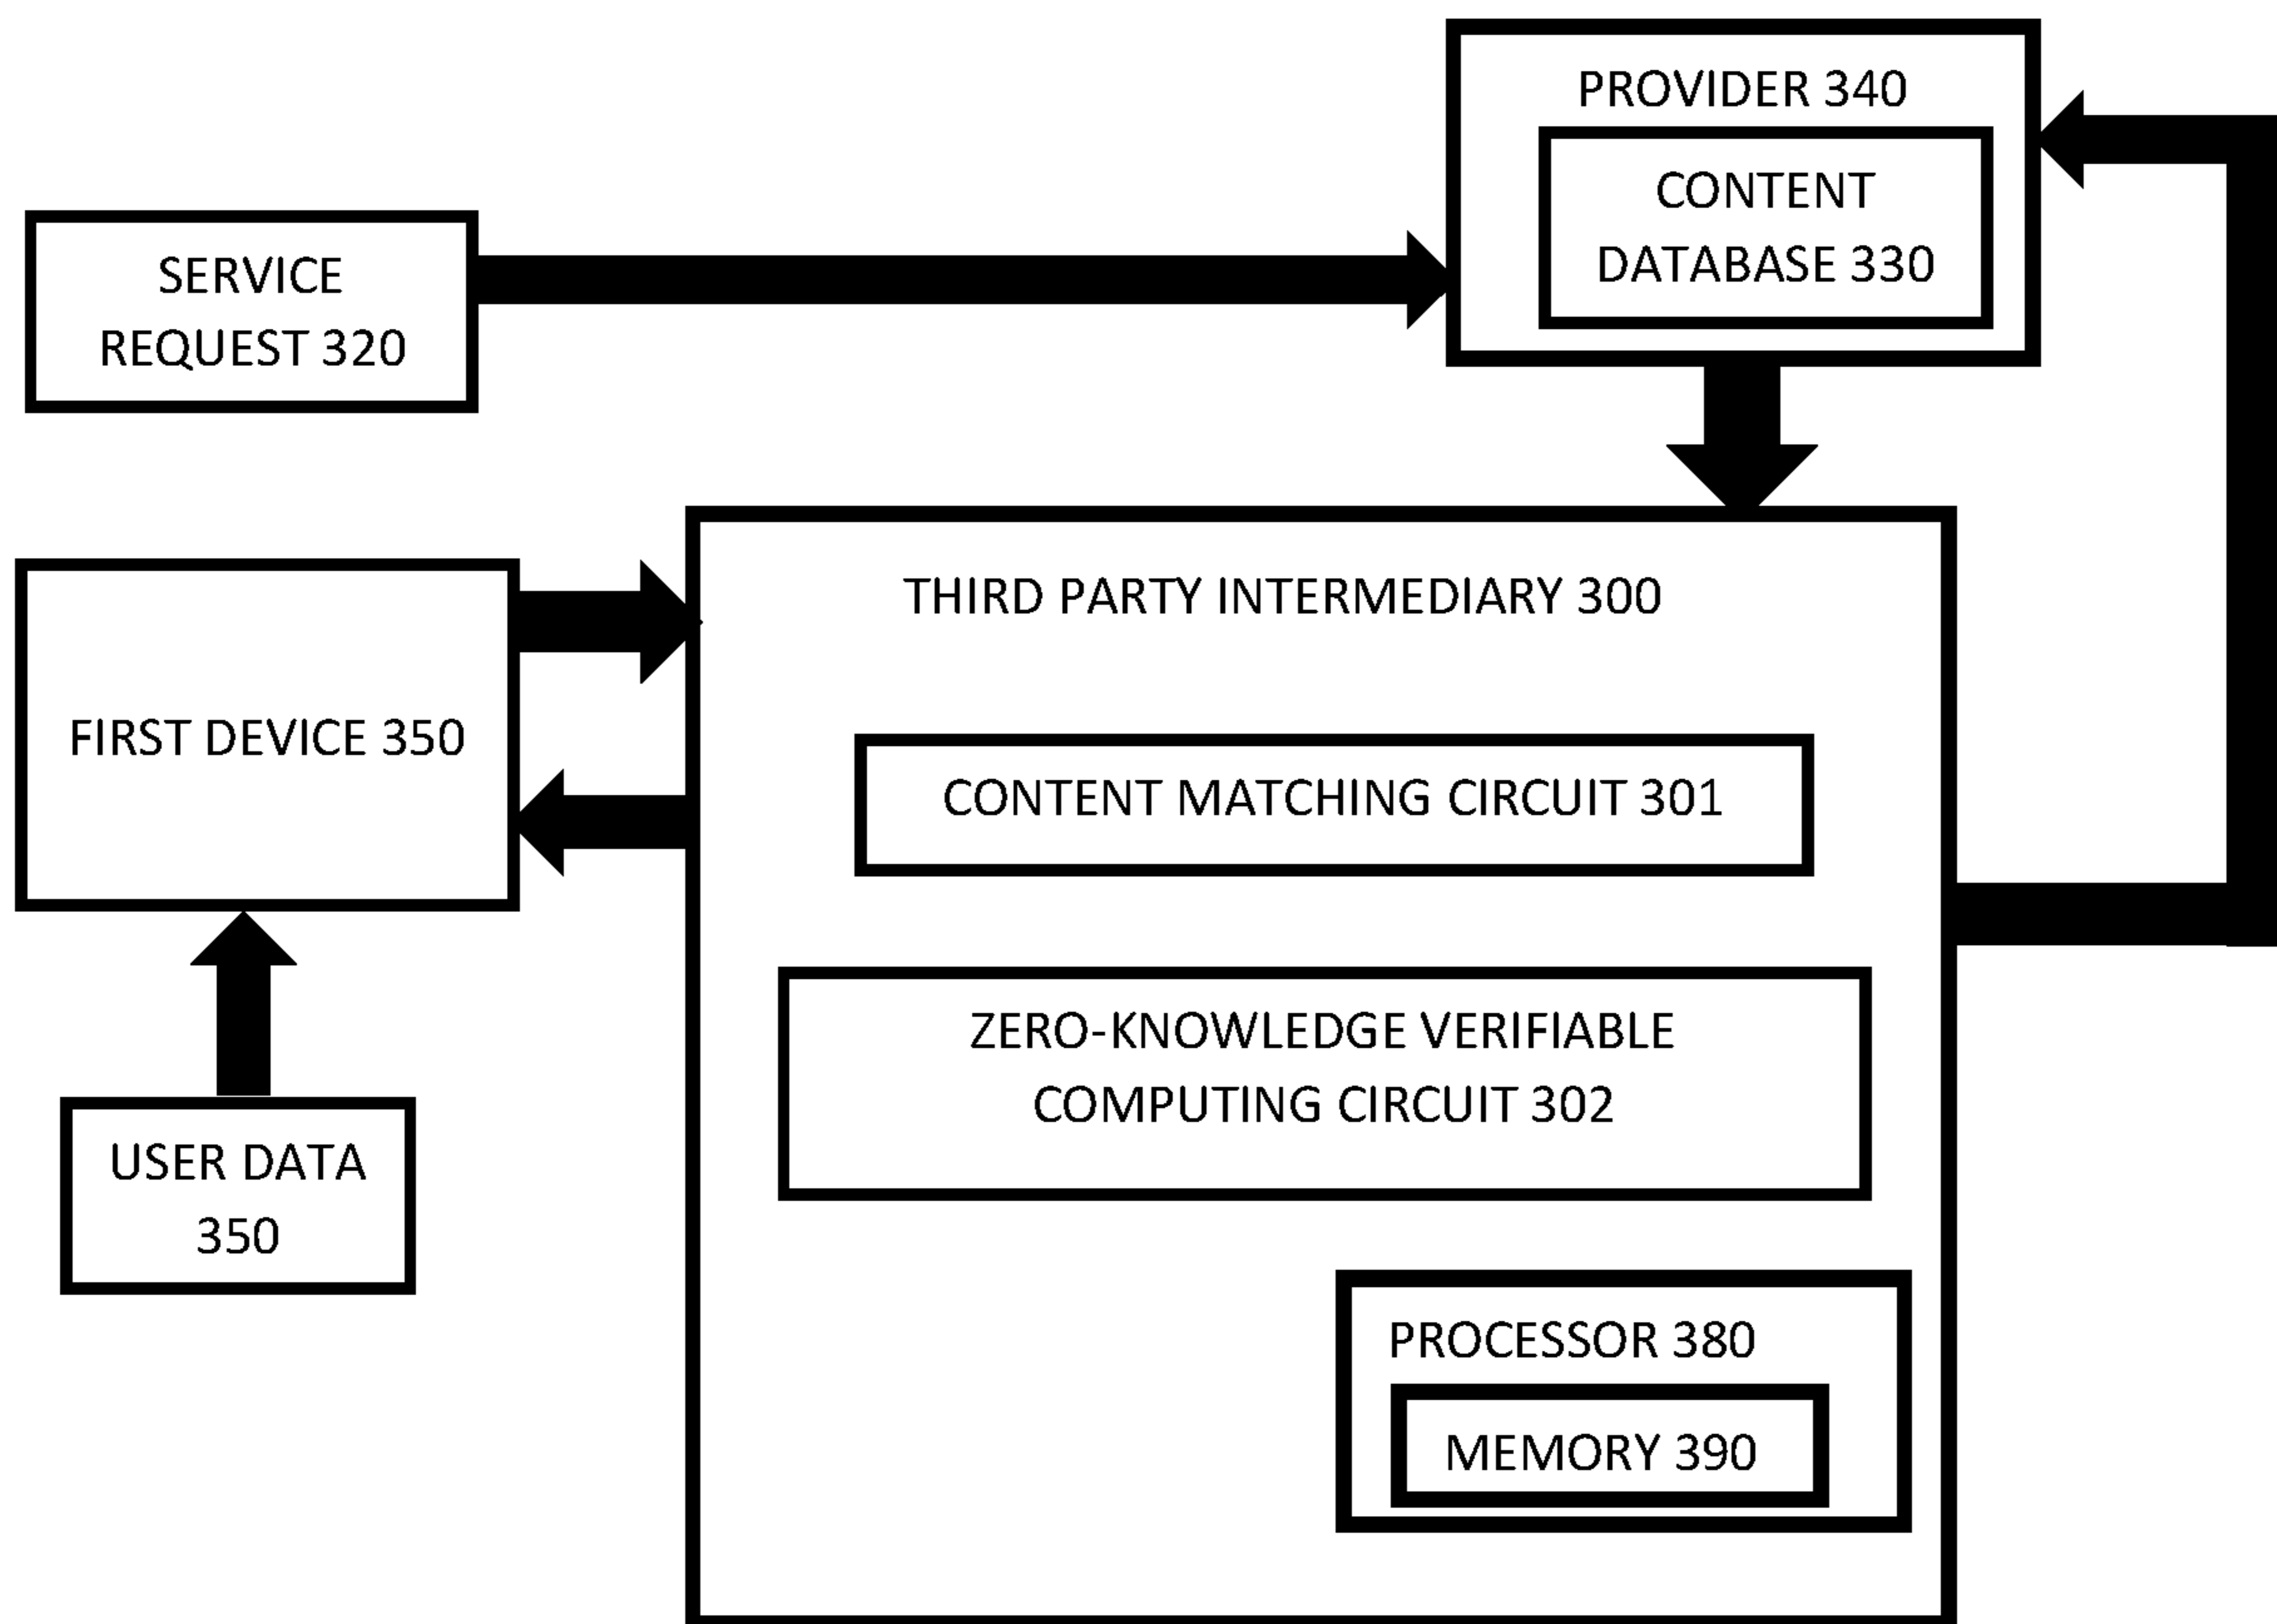 PROVIDER 340
CONTENT
DATABASE 330
SERVICE
REQUEST 320
THIRD PARTY INTERMEDIARY 300
FIRST DEVICE 350
CONTENT MATCHING CIRCUIT 301
ZERO-KNOWLEDGE VERIFIABLE
COMPUTING CIRCUIT 302
USER DATA
350
PROCESSOR 380
MEMORY 390